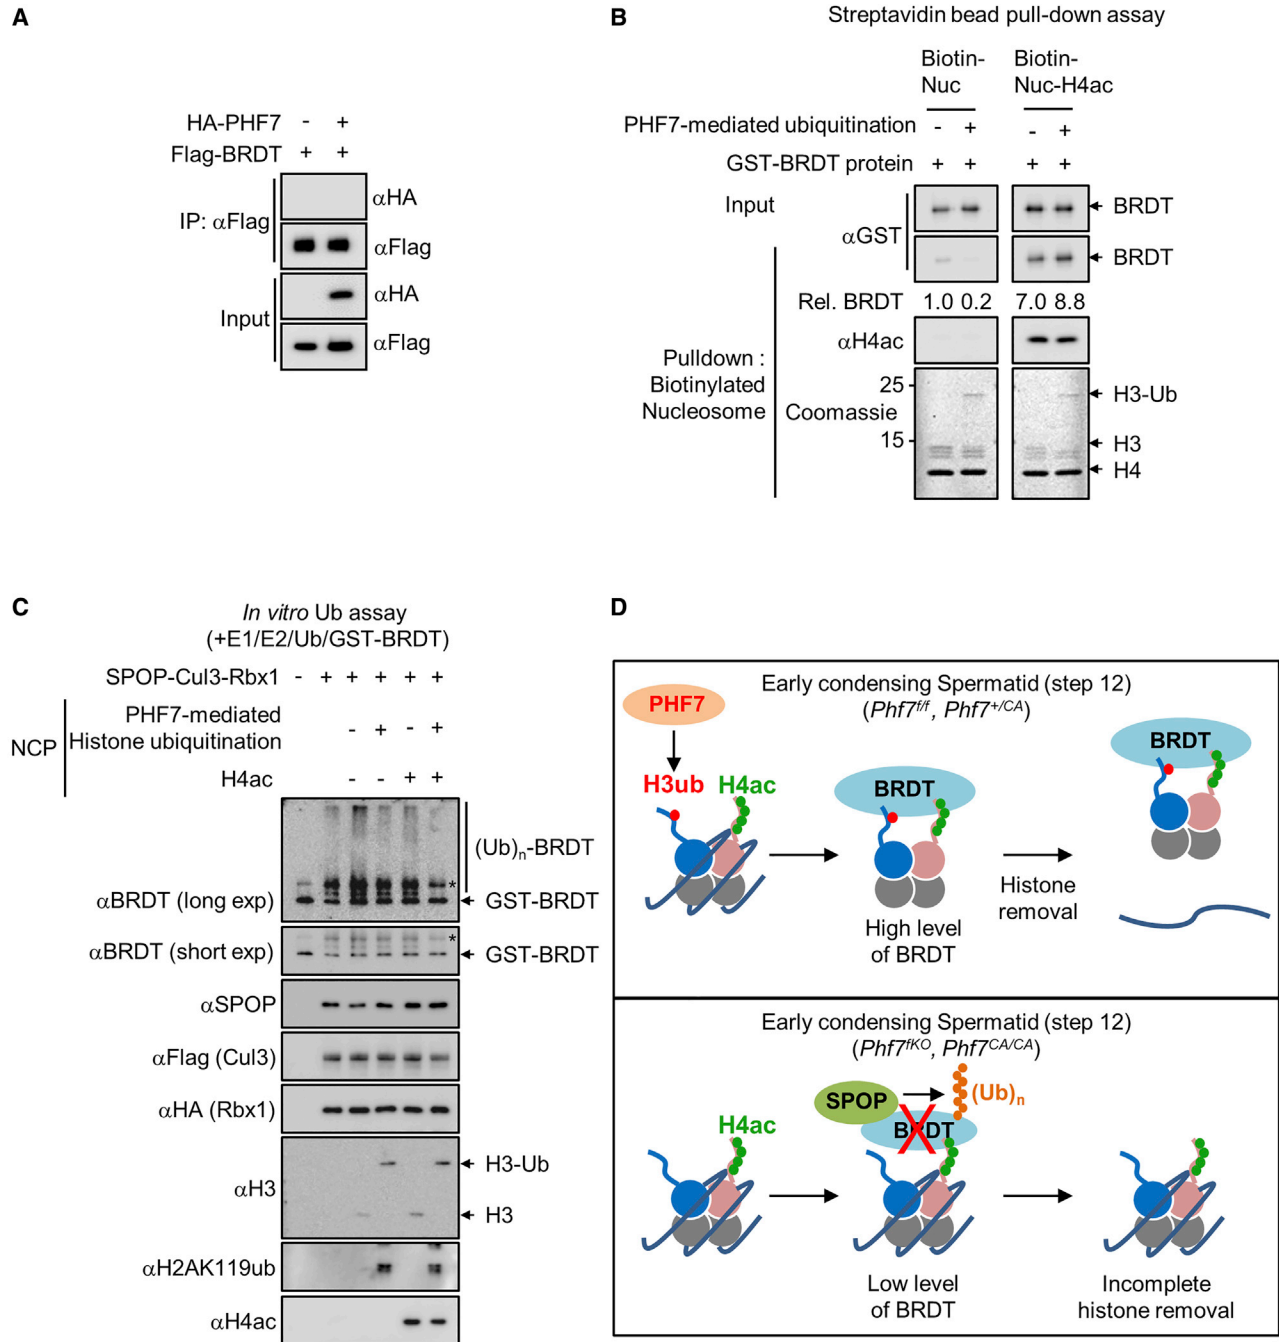 A
HA-PHF7 - +
Flag-BRDT + +
IP: αFlag
αHA
αFlag
Input
αHA
αFlag
B
Streptavidin bead pull-down assay
Biotin-
Nuc
Biotin-
Nuc-H4ac
PHF7-mediated ubiquitination - + - +
GST-BRDT protein + + + +
Input
αGST
BRDT
BRDT
Rel. BRDT 1.0 0.2 7.0 8.8
Pulldown :
Biotinylated
Nucleosome
αH4ac
Coomassie
25
15
H3-Ub
H3
H4
C
In vitro Ub assay
(+E1/E2/Ub/GST-BRDT)
SPOP-Cul3-Rbx1 - + + + + +
NCP
PHF7-mediated
Histone ubiquitination - + - +
H4ac - - + +
(Ub)n-BRDT
*
αBRDT (long exp) GST-BRDT
*
αBRDT (short exp) GST-BRDT
αSPOP
αFlag (Cul3)
αHA (Rbx1)
αH3
H3-Ub
H3
αH2AK119ub
αH4ac
D
Early condensing Spermatid (step 12)
(Phf7f/f, Phf7+/CA)
PHF7
H3ub H4ac
BRDT
High level
of BRDT
Histone
removal
BRDT
Early condensing Spermatid (step 12)
(Phf7fKO, Phf7CA/CA)
H4ac
SPOP
(Ub)n
BRDT
Low level
of BRDT
Incomplete
histone removal